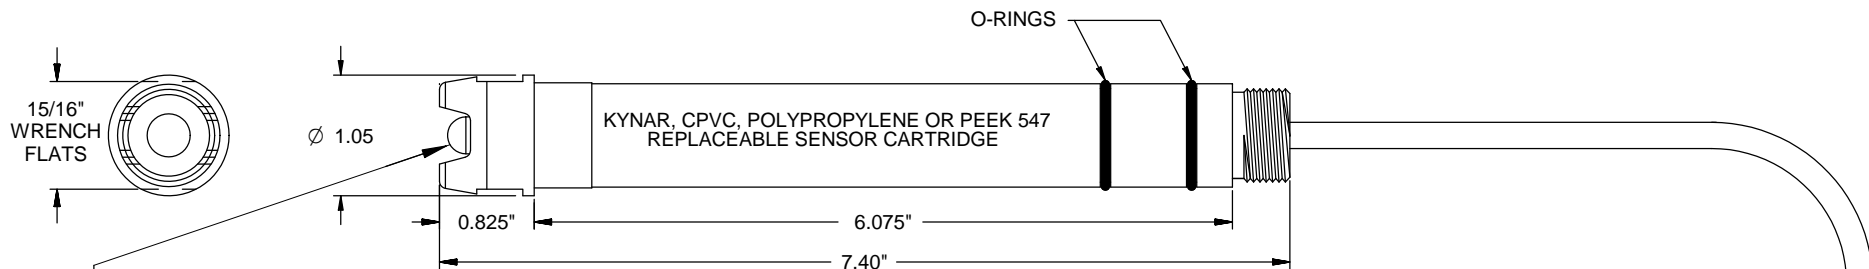 O-RINGS
15/16"
WRENCH
FLATS
Ø 1.05
KYNAR, CPVC, POLYPROPYLENE OR PEEK 547
REPLACEABLE SENSOR CARTRIDGE
0.825"
6.075"
7.40"